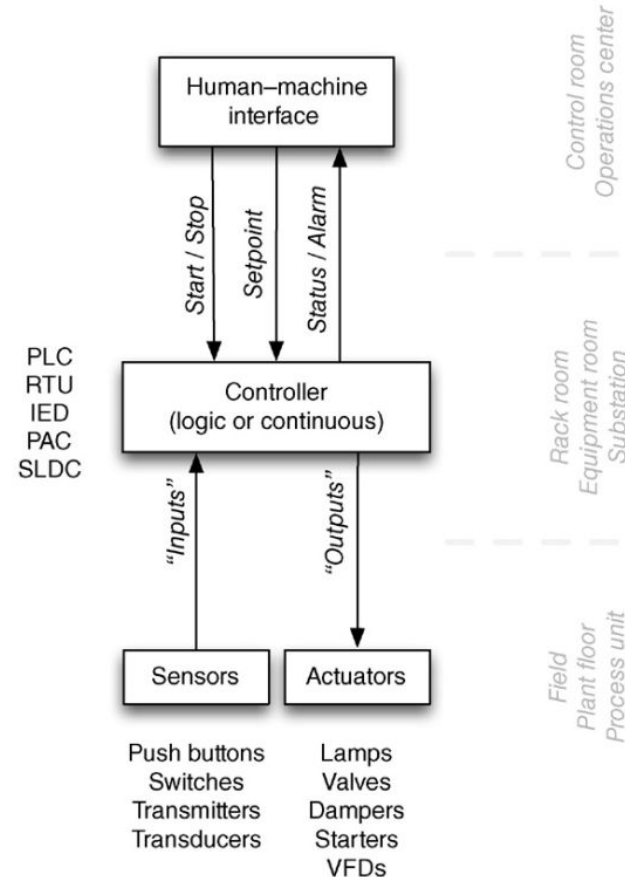 Human–machine
interface
Control room
Operations center
Start / Stop
Setpoint
Status / Alarm
PLC
RTU
IED
PAC
SLDC
Controller
(logic or continuous)
Rack room
Equipment room
Substation
“Inputs”
“Outputs”
Sensors
Actuators
Field
Plant floor
Process unit
Push buttons
Switches
Transmitters
Transducers
Lamps
Valves
Dampers
Starters
VFDs